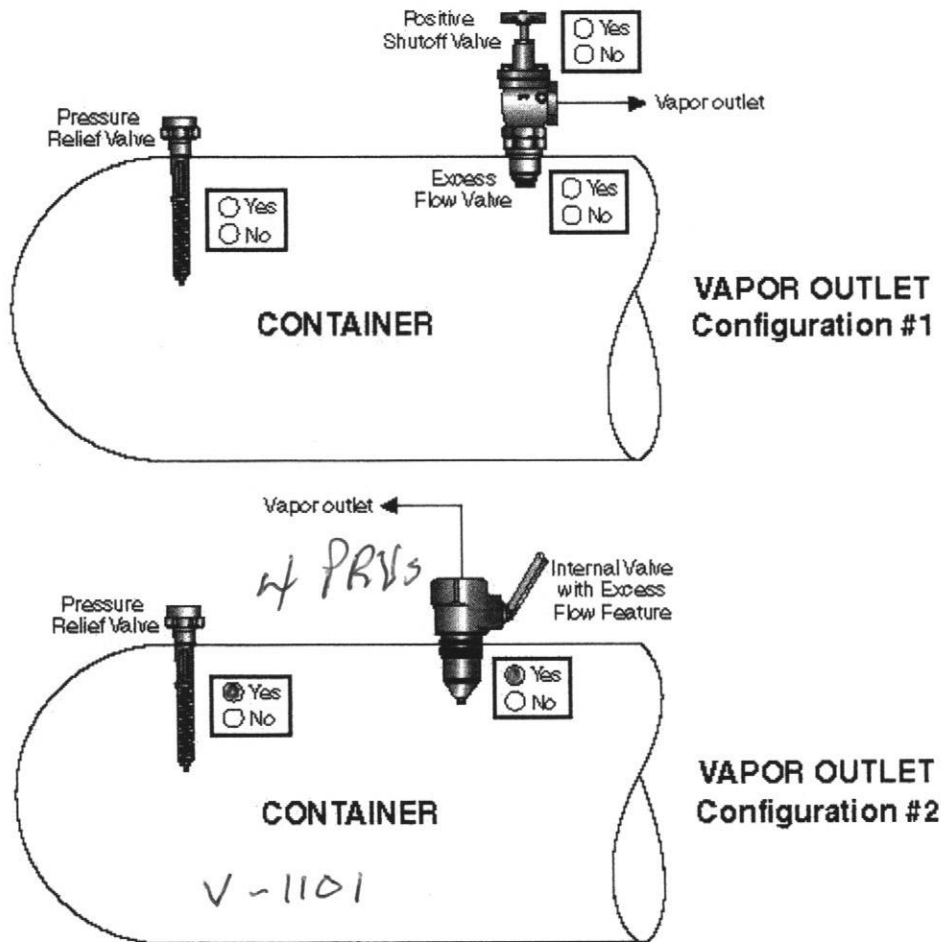 Positive
Shutoff Valve
Yes
No
Vapor outlet
Pressure
Relief Valve
Yes
No
Excess
Flow Valve
Yes
No
CONTAINER
VAPOR OUTLET
Configuration #1
Vapor outlet
4 PRVs
Internal Valve
with Excess
Flow Feature
Pressure
Relief Valve
Yes
No
Yes
No
CONTAINER
VAPOR OUTLET
Configuration #2
V-1101